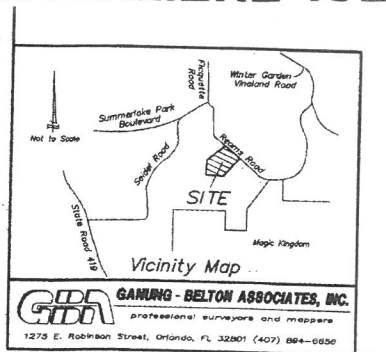 Ficquette
Road
Winter Garden
Vineland Road
Summerlake Park
Boulevard
Not to Scale
Reams Road
Seidel Road
SITE
State Road 419
Magic Kingdom
Vicinity Map
GBA
GANUNG - BELTON ASSOCIATES, INC.
professional surveyors and mappers
1275 E. Robinson Street, Orlando, FL 32801 (407) 894-6656